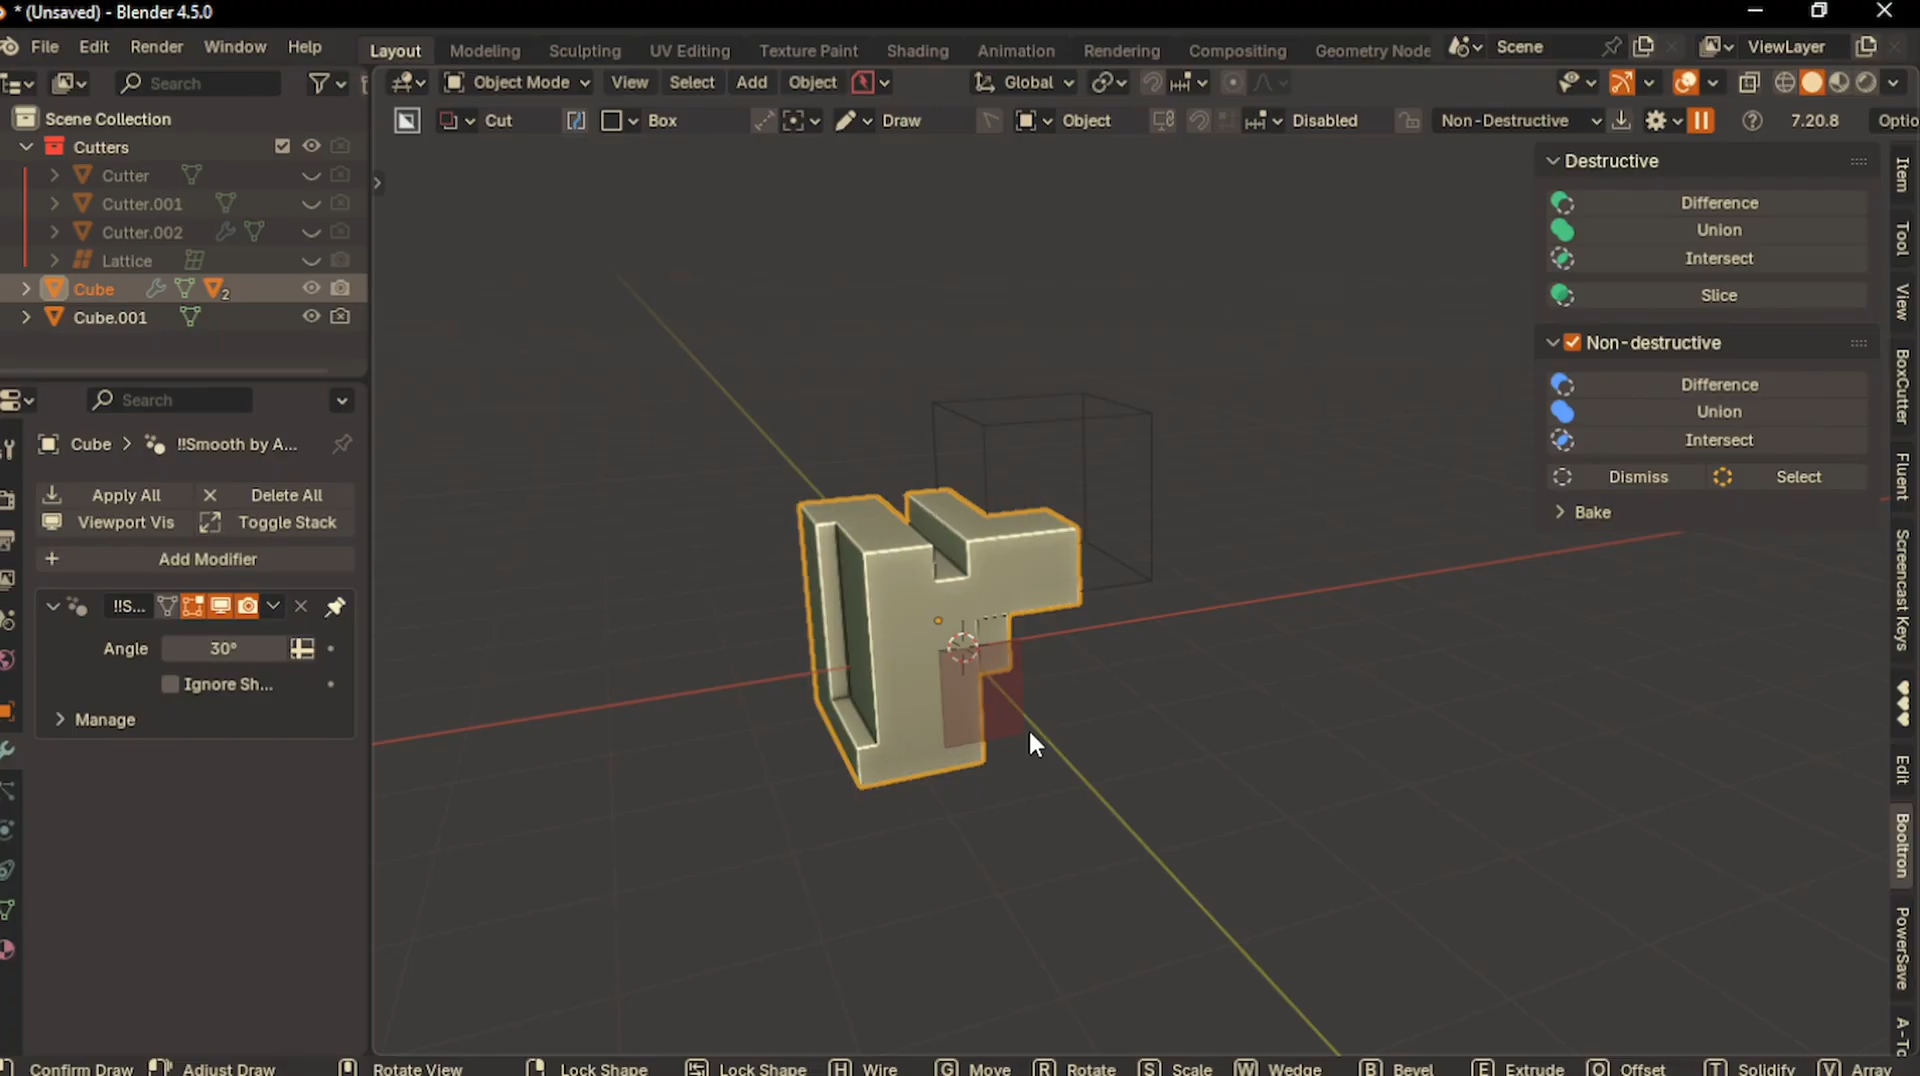 * (Unsaved) - Blender 4.5.0
File Edit Render Window Help
Layout Modeling Sculpting UV Editing Texture Paint Shading Animation Rendering Compositing Geometry Node
Scene ViewLayer
Search
Object Mode View Select Add Object Global
Cut Box Draw Object Disabled Non-Destructive 7.20.8 Optio
Scene Collection
Cutters
Cutter
Cutter.001
Cutter.002
Lattice
Cube 2
Cube.001
Search
Cube > !!Smooth by A...
Apply All Delete All
Viewport Vis Toggle Stack
Add Modifier
!!S...
Angle 30°
Ignore Sh...
Manage
Destructive
Difference
Union
Intersect
Slice
Non-destructive
Difference
Union
Intersect
Dismiss Select
Bake
Item
Tool
View
BoxCutter
Fluent
Screencast Keys
♥♥♥
Edit
Booltron
PowerSave
Confirm Draw Adjust Draw Rotate View Lock Shape Lock Shape H Wire G Move R Rotate S Scale W Wedge B Bevel E Extrude O Offset T Solidify V Array